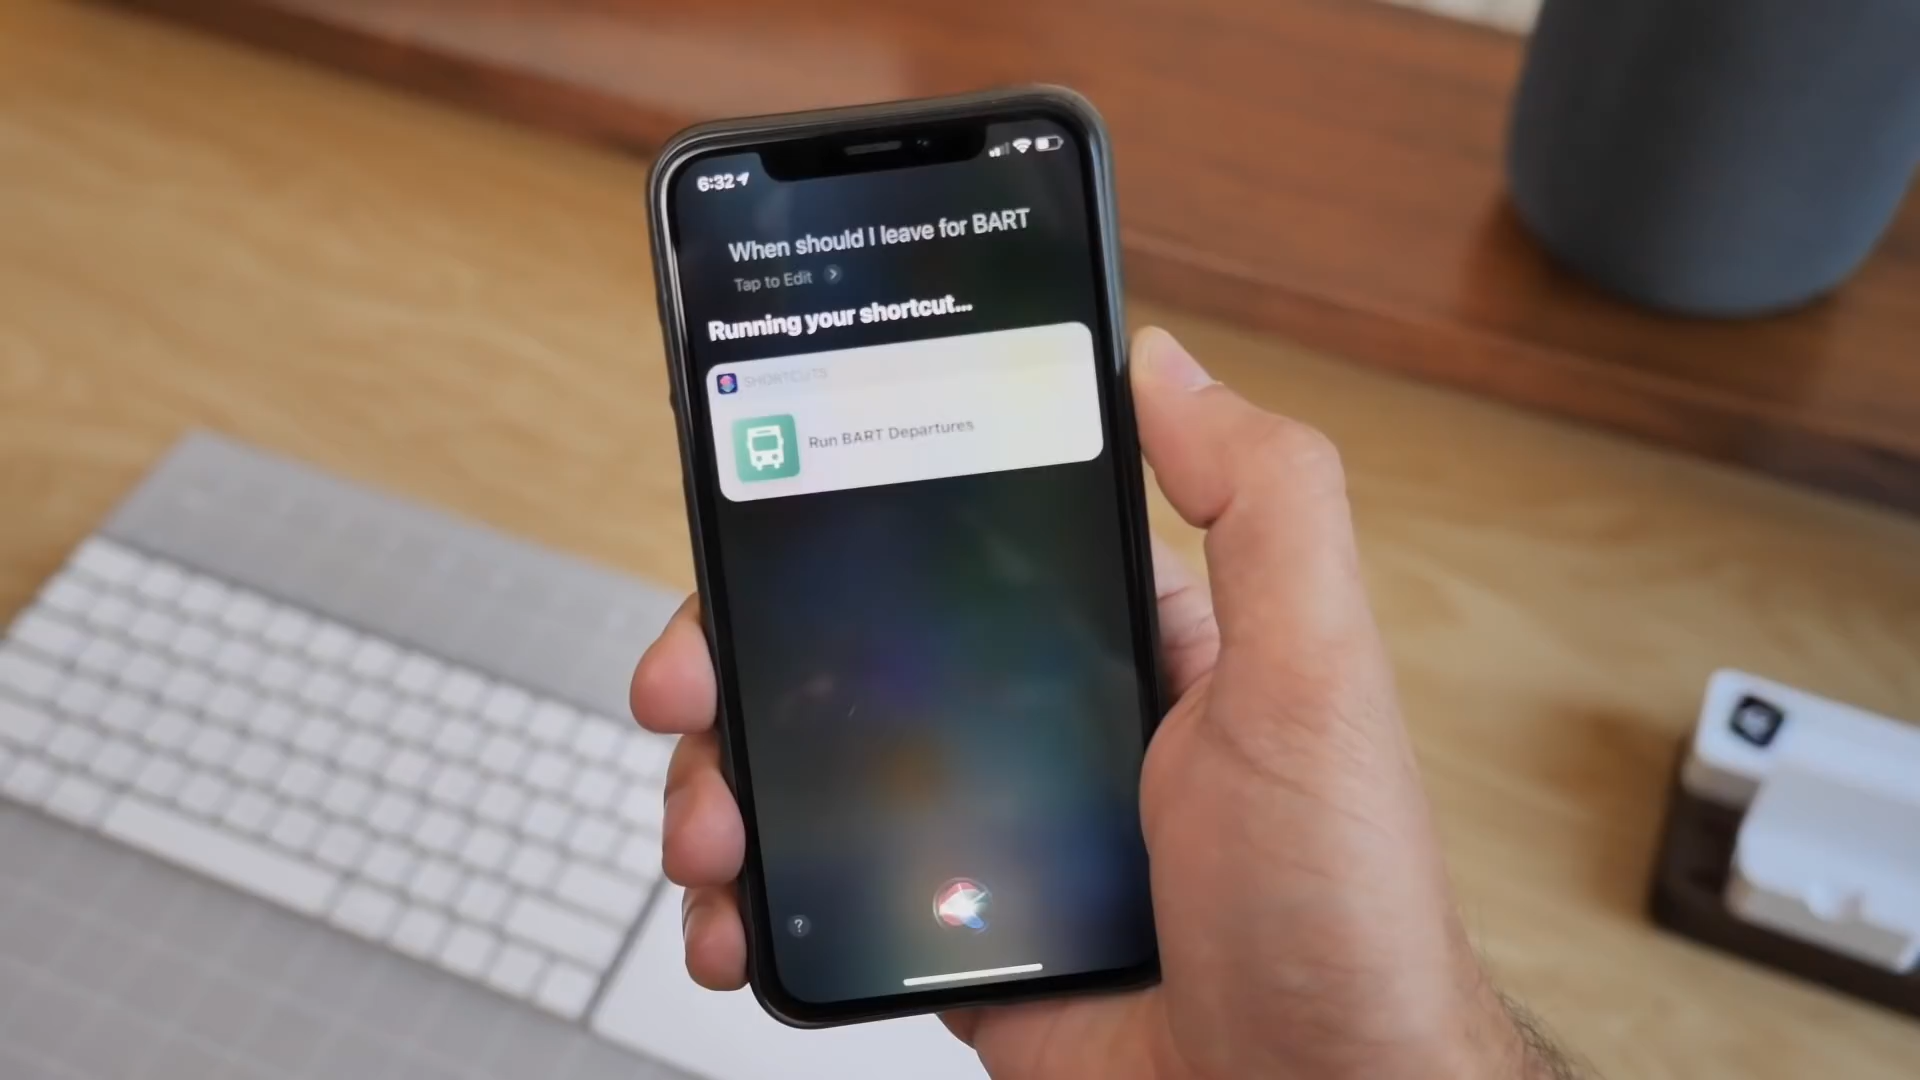 6:32
When should I leave for BART
Tap to Edit
Running your shortcut...
SHORTCUTS
Run BART Departures
?